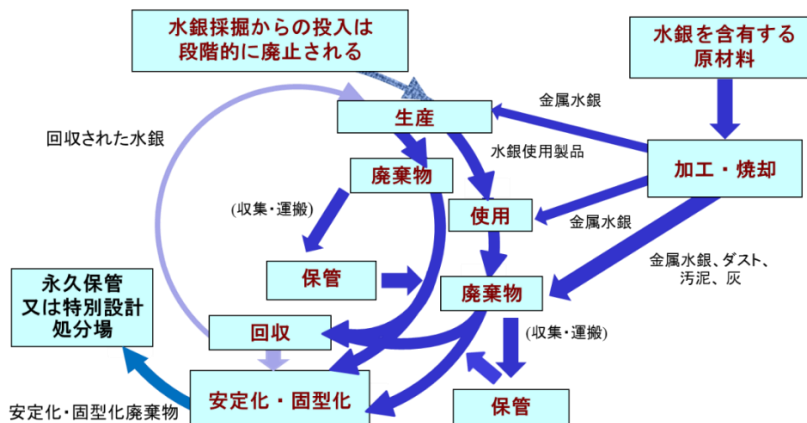 水銀採掘からの投入は
段階的に廃止される
水銀を含有する
原材料
生産
金属水銀
回収された水銀
水銀使用製品
廃棄物
加工・焼却
(収集・運搬)
使用
金属水銀
保管
廃棄物
金属水銀、ダスト、
汚泥、灰
永久保管
又は特別設計
処分場
回収
(収集・運搬)
安定化・固型化
保管
安定化・固型化廃棄物